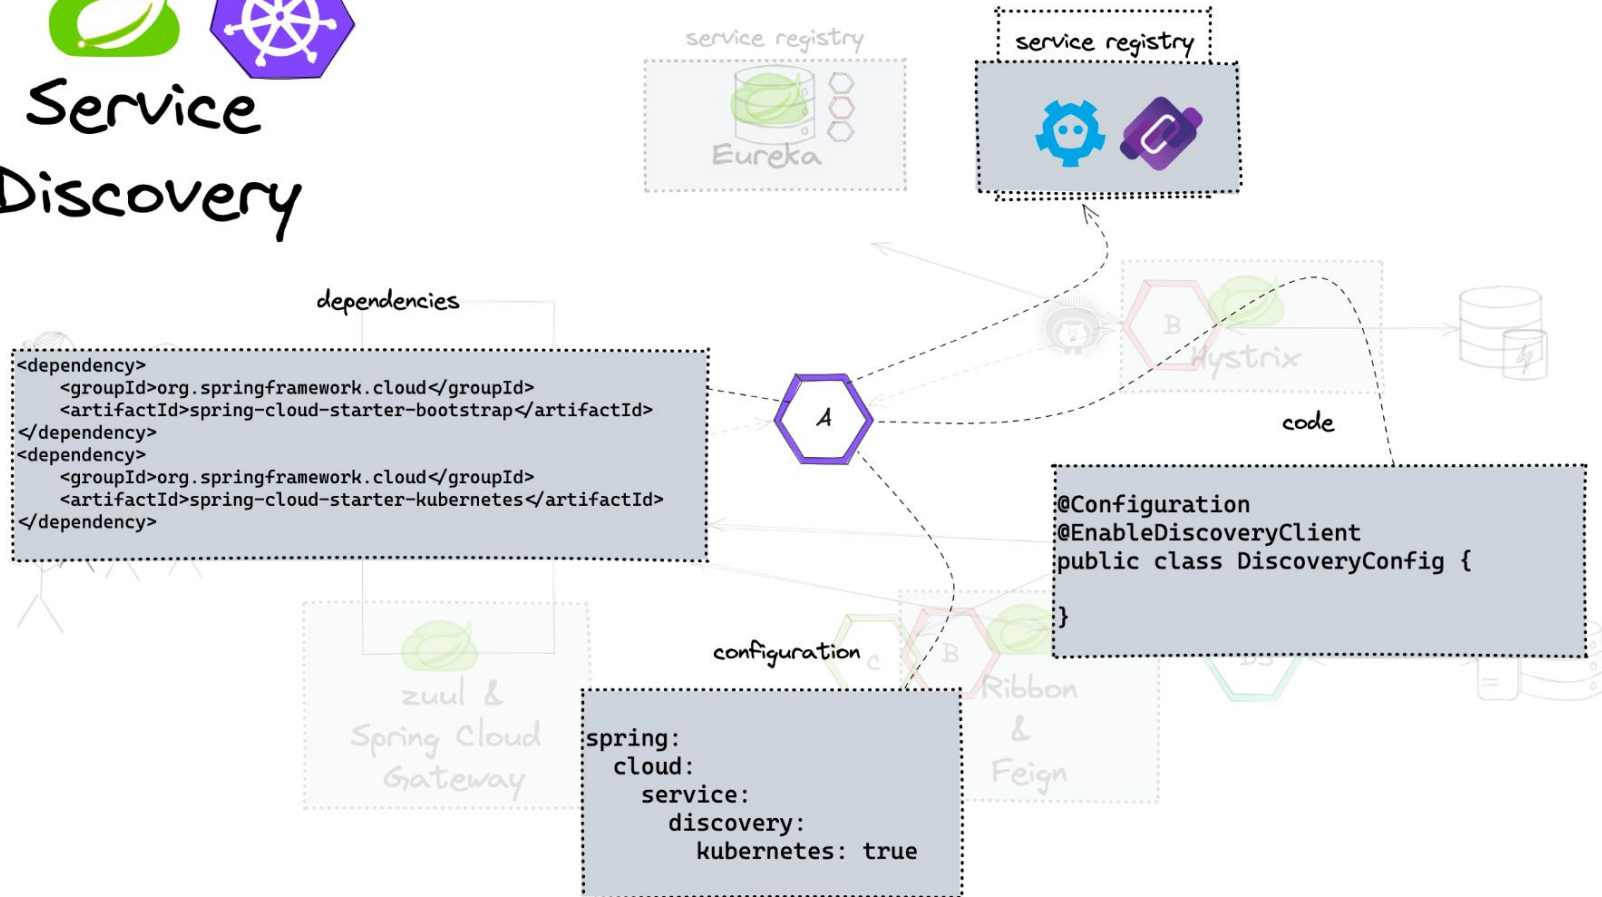 Service
Discovery
service registry
Eureka
service registry
dependencies
<dependency>
    <groupId>org.springframework.cloud</groupId>
    <artifactId>spring-cloud-starter-bootstrap</artifactId>
</dependency>
<dependency>
    <groupId>org.springframework.cloud</groupId>
    <artifactId>spring-cloud-starter-kubernetes</artifactId>
</dependency>
A
B
Hystrix
code
@Configuration
@EnableDiscoveryClient
public class DiscoveryConfig {
}
zuul &
Spring Cloud
Gateway
configuration
spring:
  cloud:
    service:
      discovery:
        kubernetes: true
C
B
Ribbon
&
Feign